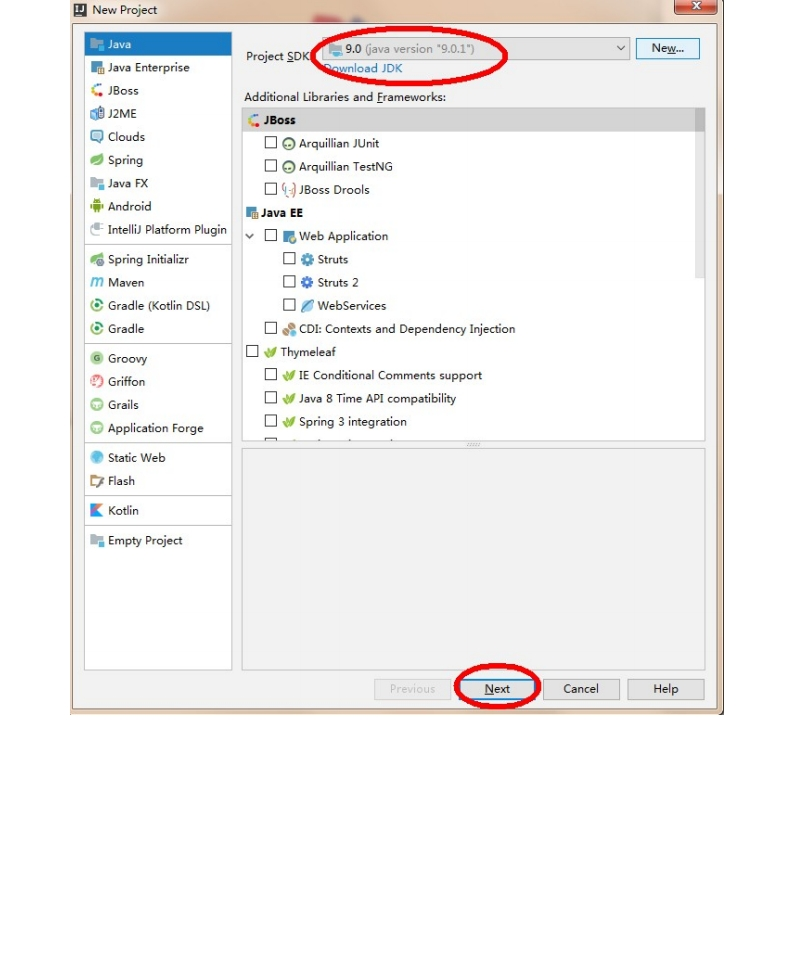 New Project
Java
Java Enterprise
JBoss
J2ME
Clouds
Spring
Java FX
Android
IntelliJ Platform Plugin
Spring Initializr
Maven
Gradle (Kotlin DSL)
Gradle
Groovy
Griffon
Grails
Application Forge
Static Web
Flash
Kotlin
Empty Project
Project SDK
9.0 (java version "9.0.1")
New...
Download JDK
Additional Libraries and Frameworks:
JBoss
Arquillian JUnit
Arquillian TestNG
JBoss Drools
Java EE
Web Application
Struts
Struts 2
WebServices
CDI: Contexts and Dependency Injection
Thymeleaf
IE Conditional Comments support
Java 8 Time API compatibility
Spring 3 integration
Previous
Next
Cancel
Help